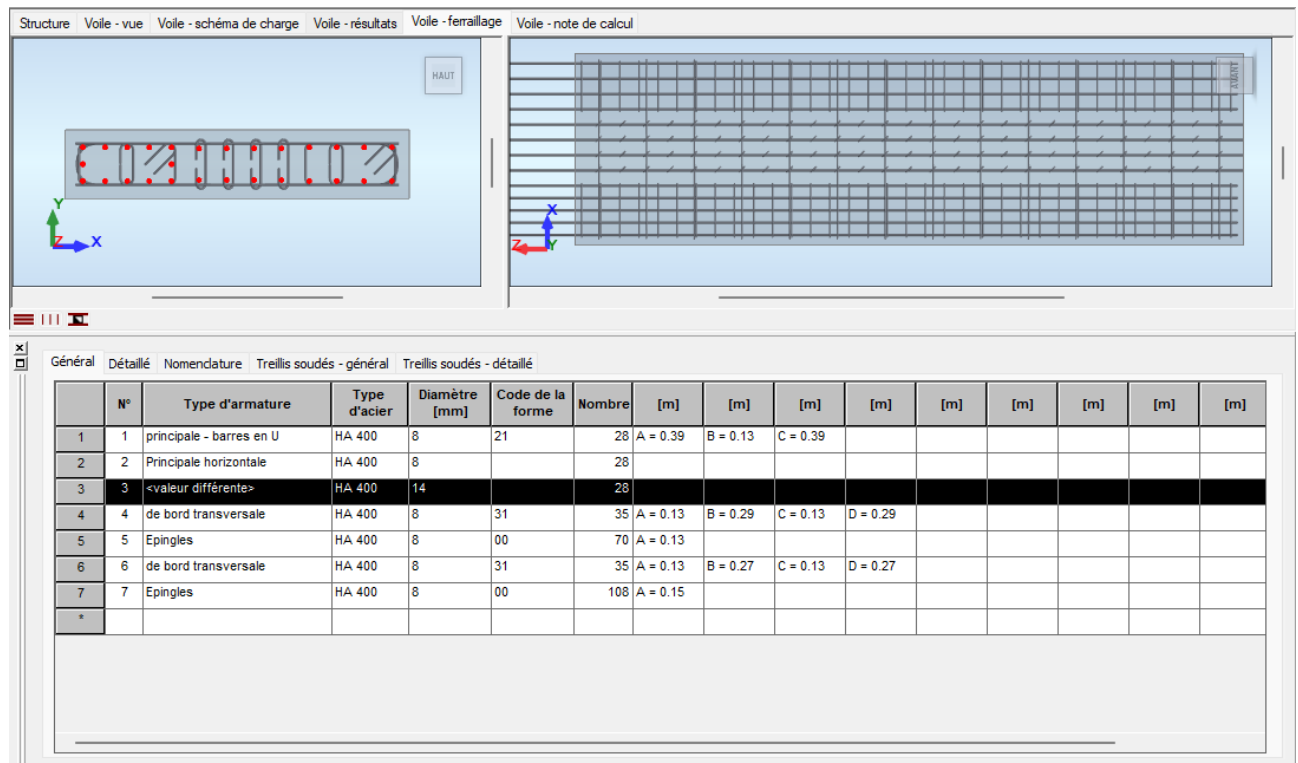 Structure Voile - vue Voile - schéma de charge Voile - résultats Voile - ferraillage Voile - note de calcul
HAUT
AVANT
Y
Z X
X
Z Y
Général Détaillé Nomenclature Treillis soudés - général Treillis soudés - détaillé
N° Type d'armature Type d'acier Diamètre [mm] Code de la forme Nombre [m] [m] [m] [m] [m] [m] [m] [m] [m]
1 1 principale - barres en U HA 400 8 21 28 A = 0.39 B = 0.13 C = 0.39
2 2 Principale horizontale HA 400 8 28
3 3 <valeur différente> HA 400 14 28
4 4 de bord transversale HA 400 8 31 35 A = 0.13 B = 0.29 C = 0.13 D = 0.29
5 5 Epingles HA 400 8 00 70 A = 0.13
6 6 de bord transversale HA 400 8 31 35 A = 0.13 B = 0.27 C = 0.13 D = 0.27
7 7 Epingles HA 400 8 00 108 A = 0.15
*